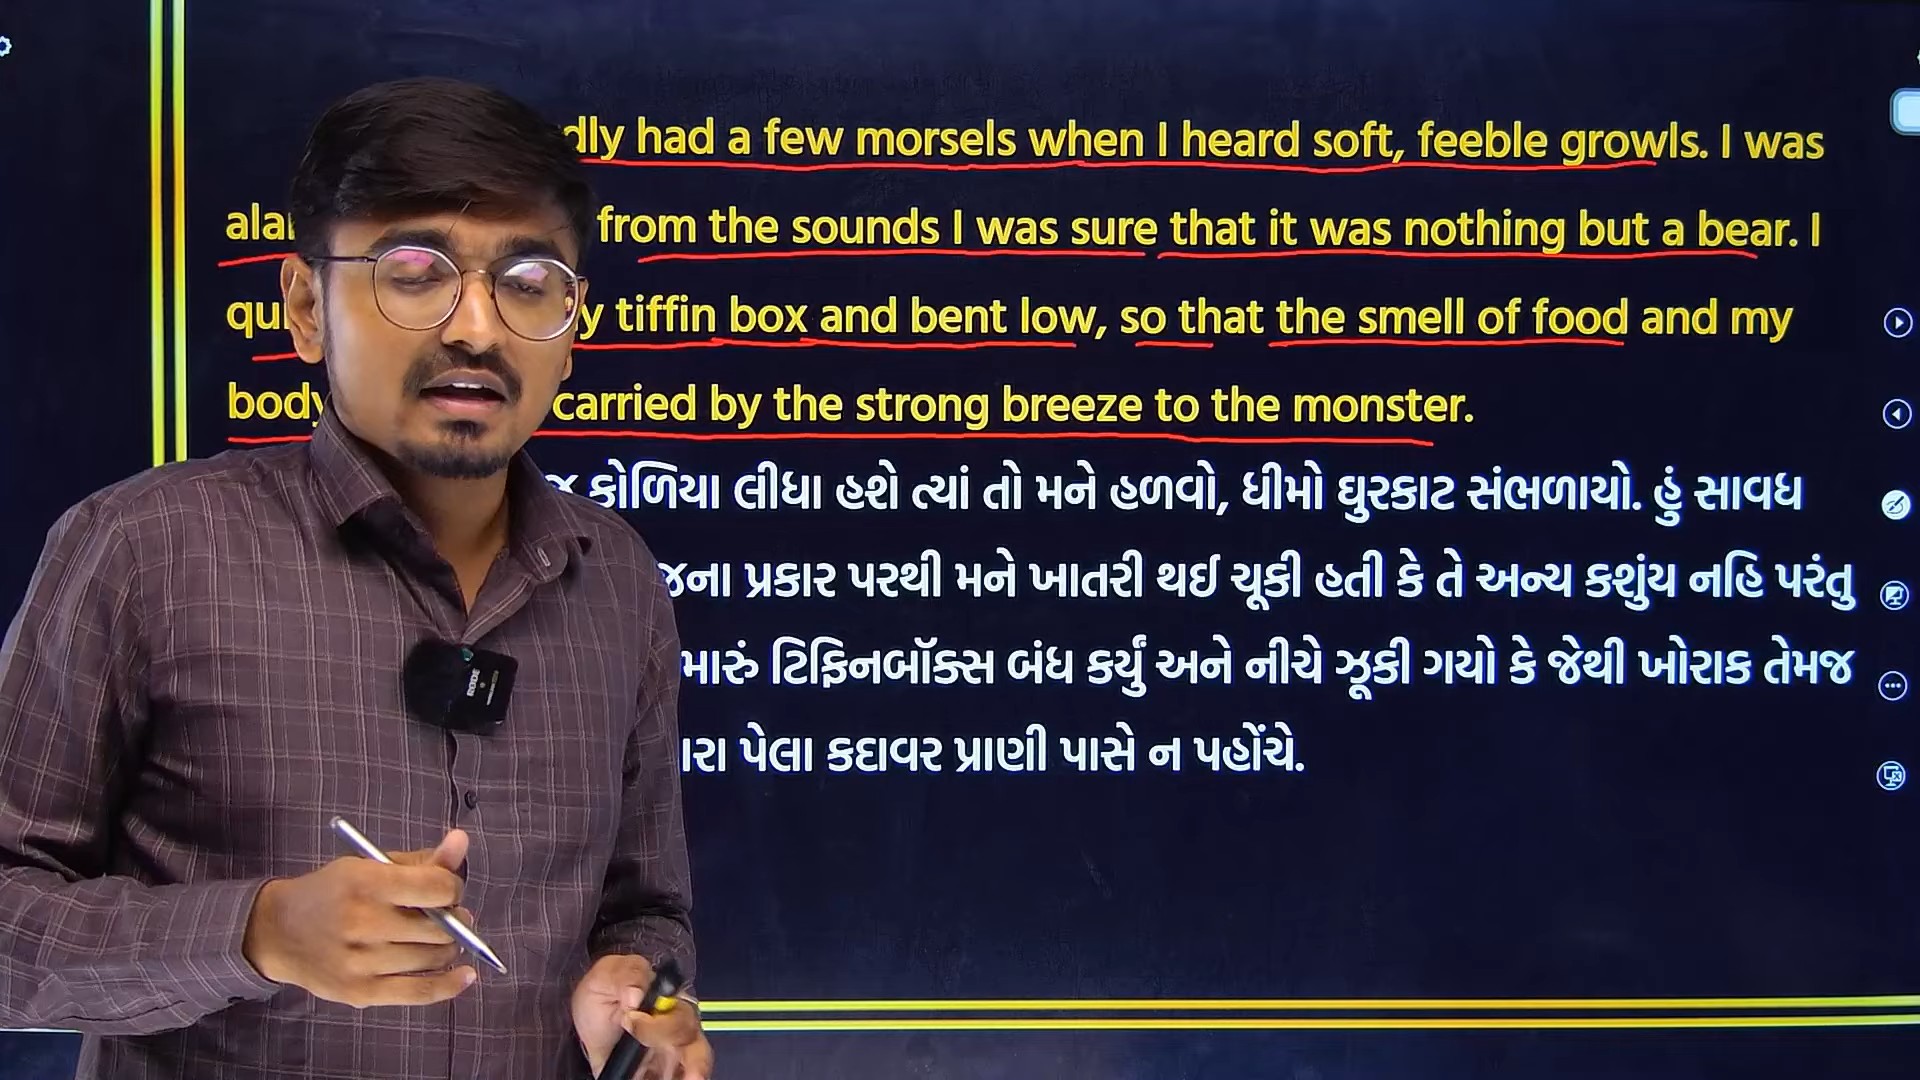 had a few morsels when I heard soft, feeble growls. I was
from the sounds I was sure that it was nothing but a bear. I
tiffin box and bent low, so that the smell of food and my
body carried by the strong breeze to the monster.
કોળિયા લીધા હશે ત્યાં તો મને હળવો, ધીમો ઘુરકાટ સંભળાયો. હું સાવધ
પ્રકાર પરથી મને ખાતરી થઈ ચૂકી હતી કે તે અન્ય કશુંય નહિ પરંતુ
મારું ટિફિનબૉક્સ બંધ કર્યું અને નીચે ઝૂકી ગયો કે જેથી ખોરાક તેમજ
પેલા કદાવર પ્રાણી પાસે ન પહોંચે.
RODE